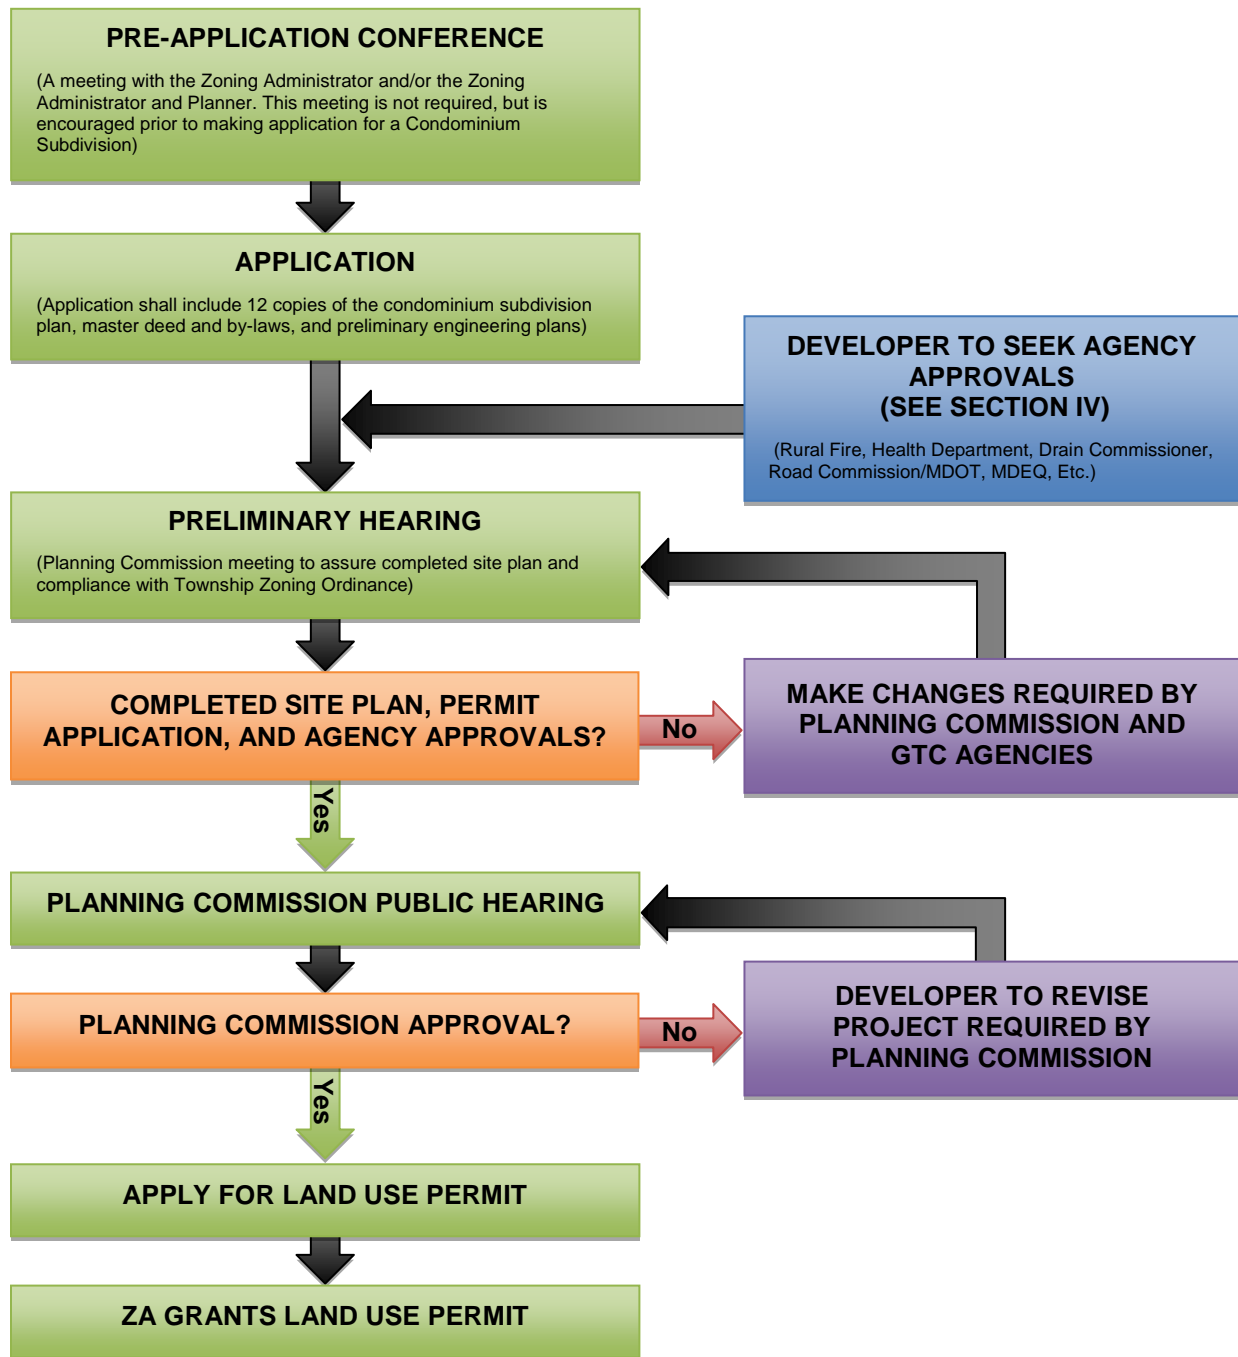 PRE-APPLICATION CONFERENCE
(A meeting with the Zoning Administrator and/or the Zoning
Administrator and Planner. This meeting is not required, but is
encouraged prior to making application for a Condominium
Subdivision)
APPLICATION
(Application shall include 12 copies of the condominium subdivision
plan, master deed and by-laws, and preliminary engineering plans)
DEVELOPER TO SEEK AGENCY
APPROVALS
(SEE SECTION IV)
(Rural Fire, Health Department, Drain Commissioner,
Road Commission/MDOT, MDEQ, Etc.)
PRELIMINARY HEARING
(Planning Commission meeting to assure completed site plan and
compliance with Township Zoning Ordinance)
COMPLETED SITE PLAN, PERMIT
APPLICATION, AND AGENCY APPROVALS?
No
MAKE CHANGES REQUIRED BY
PLANNING COMMISSION AND
GTC AGENCIES
Yes
PLANNING COMMISSION PUBLIC HEARING
PLANNING COMMISSION APPROVAL?
No
DEVELOPER TO REVISE
PROJECT REQUIRED BY
PLANNING COMMISSION
Yes
APPLY FOR LAND USE PERMIT
ZA GRANTS LAND USE PERMIT